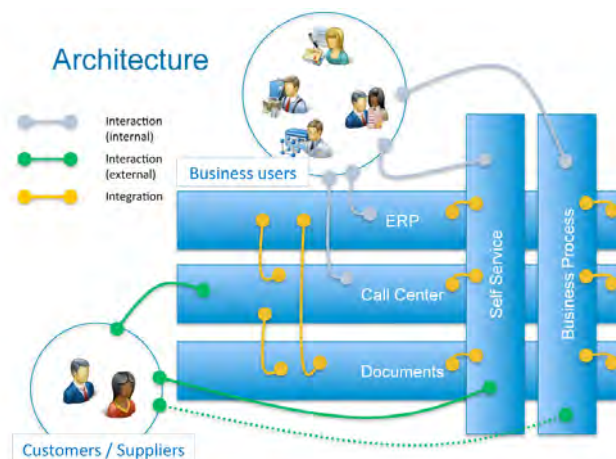 Architecture
Interaction
(internal)
Interaction
(external)
Integration
Business users
ERP
Call Center
Documents
Self Service
Business Process
Customers / Suppliers